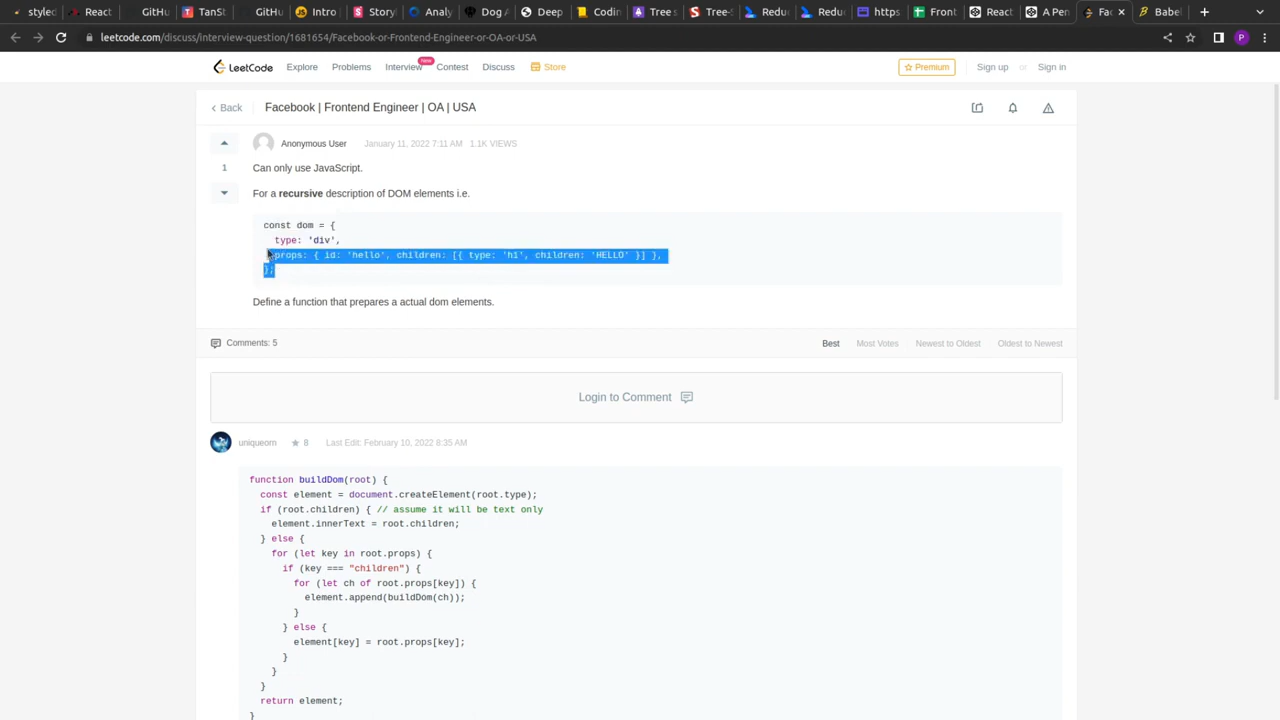 styled
React
GitHu
TanSt
GitHu
Intro
Story
Analy
Dog A
Deep
Codin
Tree s
Tree-S
Redu
Redu
https
Front
React
A Pen
Fac
Babel
leetcode.com/discuss/interview-question/1681654/Facebook-or-Frontend-Engineer-or-OA-or-USA
P
LeetCode Explore Problems Interview New Contest Discuss Store Premium Sign up or Sign in
Back Facebook | Frontend Engineer | OA | USA
Anonymous User January 11, 2022 7:11 AM 1.1K VIEWS
1
Can only use JavaScript.
For a recursive description of DOM elements i.e.
const dom = {
type: 'div',
props: { id: 'hello', children: [{ type: 'h1', children: 'HELLO' }] },
};
Define a function that prepares a actual dom elements.
Comments: 5 Best Most Votes Newest to Oldest Oldest to Newest
Login to Comment
uniqueorn 8 Last Edit: February 10, 2022 8:35 AM
function buildDom(root) {
const element = document.createElement(root.type);
if (root.children) { // assume it will be text only
element.innerText = root.children;
} else {
for (let key in root.props) {
if (key === "children") {
for (let ch of root.props[key]) {
element.append(buildDom(ch));
}
} else {
element[key] = root.props[key];
}
}
}
return element;
}